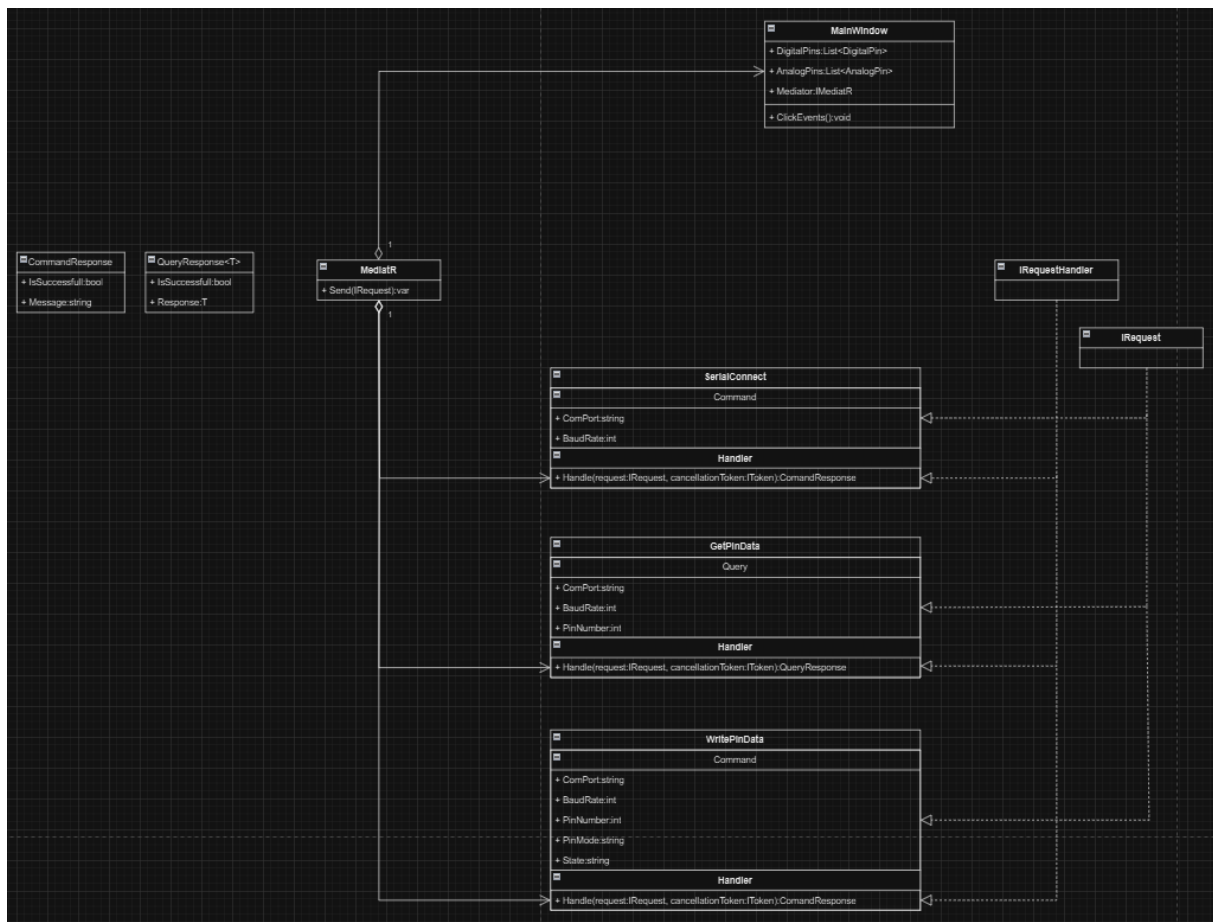 MainWindow
+ DigitalPins:List<DigitalPin>
+ AnalogPins:List<AnalogPin>
+ Mediator:IMediatR
+ ClickEvents():void
1
CommandResponse
+ IsSuccessfull:bool
+ Message:string
QueryResponse<T>
+ IsSuccessfull:bool
+ Response:T
MediatR
+ Send(IRequest):var
1
IRequestHandler
IRequest
SerialConnect
Command
+ ComPort:string
+ BaudRate:int
Handler
+ Handle(request:IRequest, cancellationToken:IToken):ComandResponse
GetPinData
Query
+ ComPort:string
+ BaudRate:int
+ PinNumber:int
Handler
+ Handle(request:IRequest, cancellationToken:IToken):QueryResponse
WritePinData
Command
+ ComPort:string
+ BaudRate:int
+ PinNumber:int
+ PinMode:string
+ State:string
Handler
+ Handle(request:IRequest, cancellationToken:IToken):ComandResponse